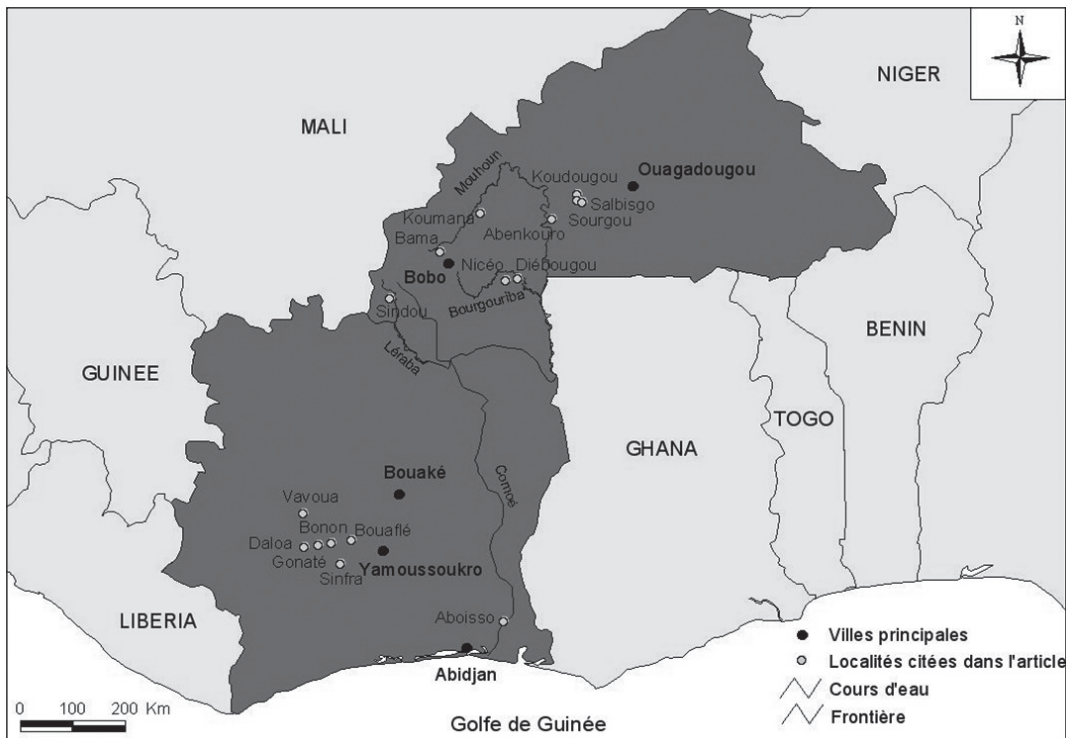 N
NIGER
MALI
Mouhoun
Koudougou
Ouagadougou
Salbisgo
Koumana
Sourgou
Abenkouro
Bama
Nicéo
Diébougou
Bobo
Bourgouriba
Sindou
BENIN
Léraba
GUINEE
TOGO
GHANA
Bouaké
Comoé
Vavoua
Bonon
Bouaflé
Daloa
Gonaté
Yamoussoukro
Sinfra
LIBERIA
Aboisso
Abidjan
Villes principales
Localités citées dans l'article
Cours d'eau
Frontière
0 100 200 Km
Golfe de Guinée